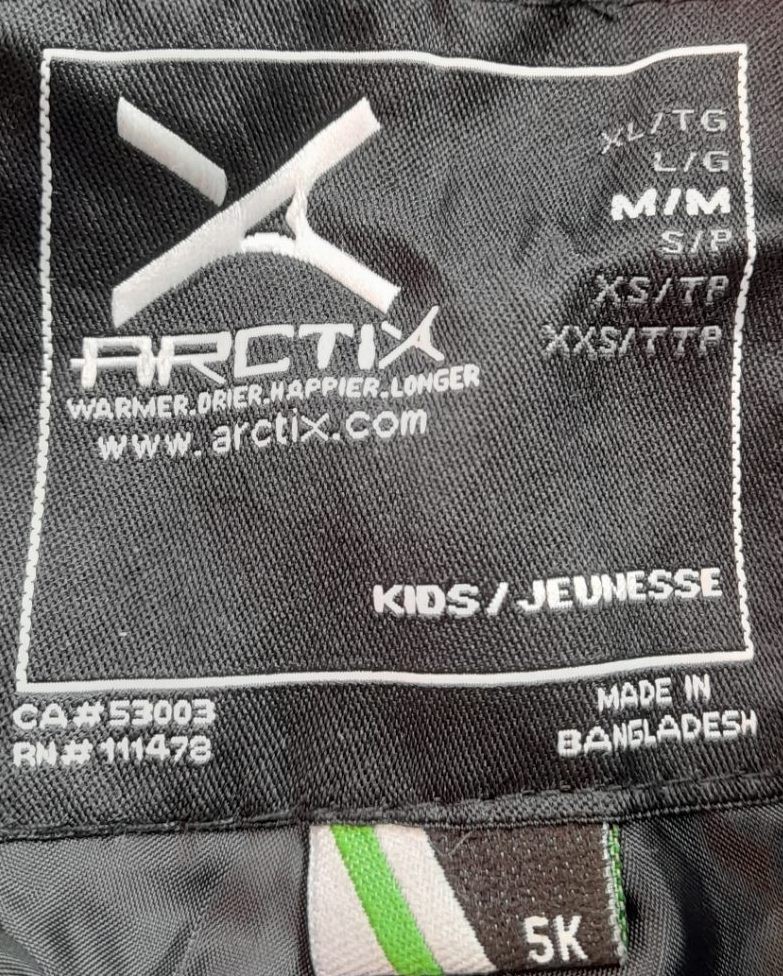 XL/TG
L/G
M/M
S/P
XS/TP
XXS/TTP
ARCTIX
WARMER.DRIER.HAPPIER.LONGER
www.arctix.com
KIDS/JEUNESSE
CA#53003
RN#111478
MADE IN
BANGLADESH
5K